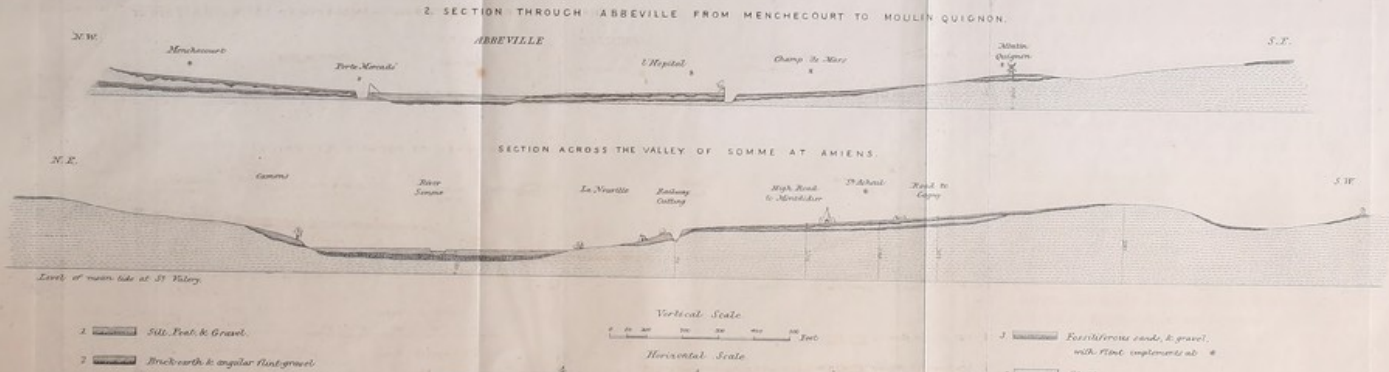 2. SECTION THROUGH ABBEVILLE FROM MENCHECOURT TO MOULIN QUIGNON.
N.W.
Menchecourt
Porte Mercadé
ABBEVILLE
l'Hopital
Champ de Mars
Moulin
Quignon
S.E.
SECTION ACROSS THE VALLEY OF SOMME AT AMIENS.
N.E.
Camons
River
Somme
La Neuville
Railway
Cutting
High Road
to Montdidier
St Acheul
Road to
Cagny
S.W.
Level of mean tide at St Valery.
1 Silt, Peat, & Gravel.
2 Brick-earth & angular flint-gravel
Vertical Scale
Feet
Horizontal Scale
3 Fossiliferous sands, & gravel,
with flint implements at *